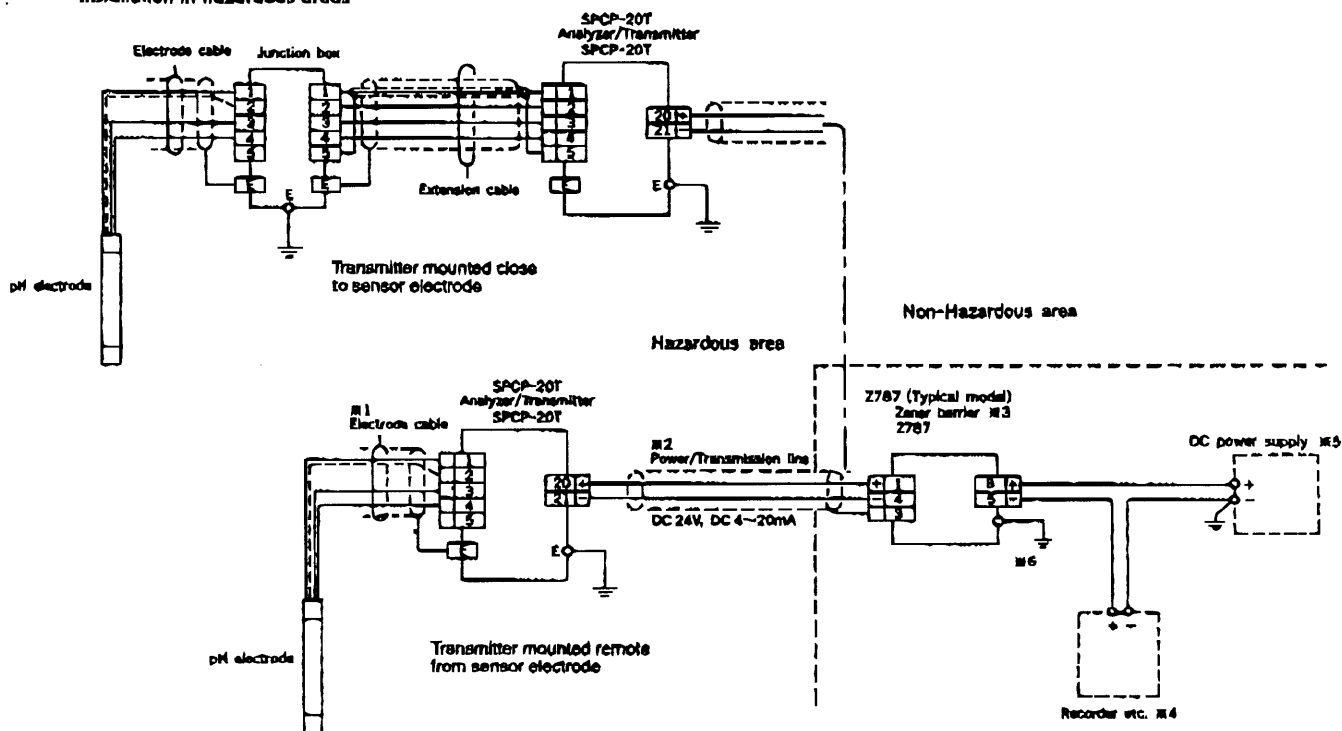 Installation in hazardous areas
SPCP-20T
Analyzer/Transmitter
SPCP-20T
Electrode cable
Junction box
1
2
3
4
5
E
1
2
3
4
5
E
E
Extension cable
1
2
3
4
5
E
20 +
21 −
E
pH electrode
Transmitter mounted close
to sensor electrode
Non-Hazardous area
Hazardous area
SPCP-20T
Analyzer/Transmitter
SPCP-20T
※1
Electrode cable
1
2
3
4
5
E
20 +
21 −
E
※2
Power/Transmission line
DC 24V, DC 4~20mA
Z787 (Typical model)
Zener barrier ※3
Z787
+ 1
− 4
3
8 +
5 −
※6
DC power supply ※5
+
−
+ −
Recorder etc. ※4
pH electrode
Transmitter mounted remote
from sensor electrode